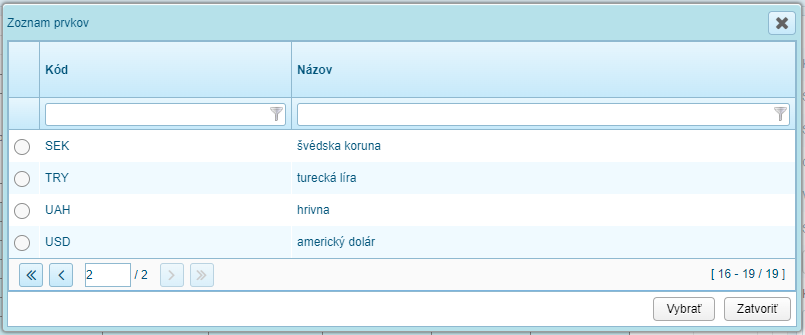 Zoznam prvkov
Kód Názov
SEK švédska koruna
TRY turecká líra
UAH hrivna
USD americký dolár
2 / 2 [ 16 - 19 / 19 ]
Vybrať Zatvoriť